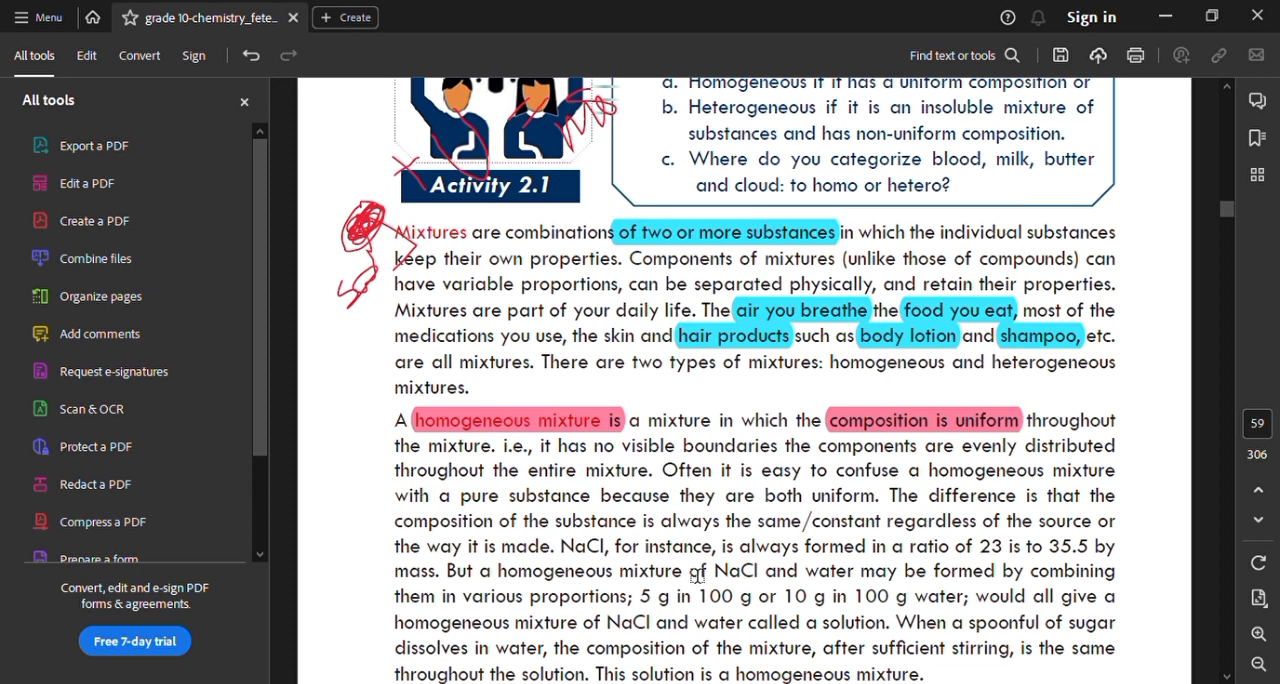 Menu
grade 10-chemistry_fete...
Create
Sign in
All tools
Edit
Convert
Sign
Find text or tools
All tools
Export a PDF
Edit a PDF
Create a PDF
Combine files
Organize pages
Add comments
Request e-signatures
Scan & OCR
Protect a PDF
Redact a PDF
Compress a PDF
Prepare a form
Convert, edit and e-sign PDF
forms & agreements.
Free 7-day trial
a. Homogeneous if it has a uniform composition or
b. Heterogeneous if it is an insoluble mixture of
substances and has non-uniform composition.
c. Where do you categorize blood, milk, butter
and cloud: to homo or hetero?
Activity 2.1
Mixtures are combinations of two or more substances in which the individual substances
keep their own properties. Components of mixtures (unlike those of compounds) can
have variable proportions, can be separated physically, and retain their properties.
Mixtures are part of your daily life. The air you breathe the food you eat, most of the
medications you use, the skin and hair products such as body lotion and shampoo, etc.
are all mixtures. There are two types of mixtures: homogeneous and heterogeneous
mixtures.
A homogeneous mixture is a mixture in which the composition is uniform throughout
the mixture. i.e., it has no visible boundaries the components are evenly distributed
throughout the entire mixture. Often it is easy to confuse a homogeneous mixture
with a pure substance because they are both uniform. The difference is that the
composition of the substance is always the same/constant regardless of the source or
the way it is made. NaCl, for instance, is always formed in a ratio of 23 is to 35.5 by
mass. But a homogeneous mixture of NaCl and water may be formed by combining
them in various proportions; 5 g in 100 g or 10 g in 100 g water; would all give a
homogeneous mixture of NaCl and water called a solution. When a spoonful of sugar
dissolves in water, the composition of the mixture, after sufficient stirring, is the same
throughout the solution. This solution is a homogeneous mixture.
59
306